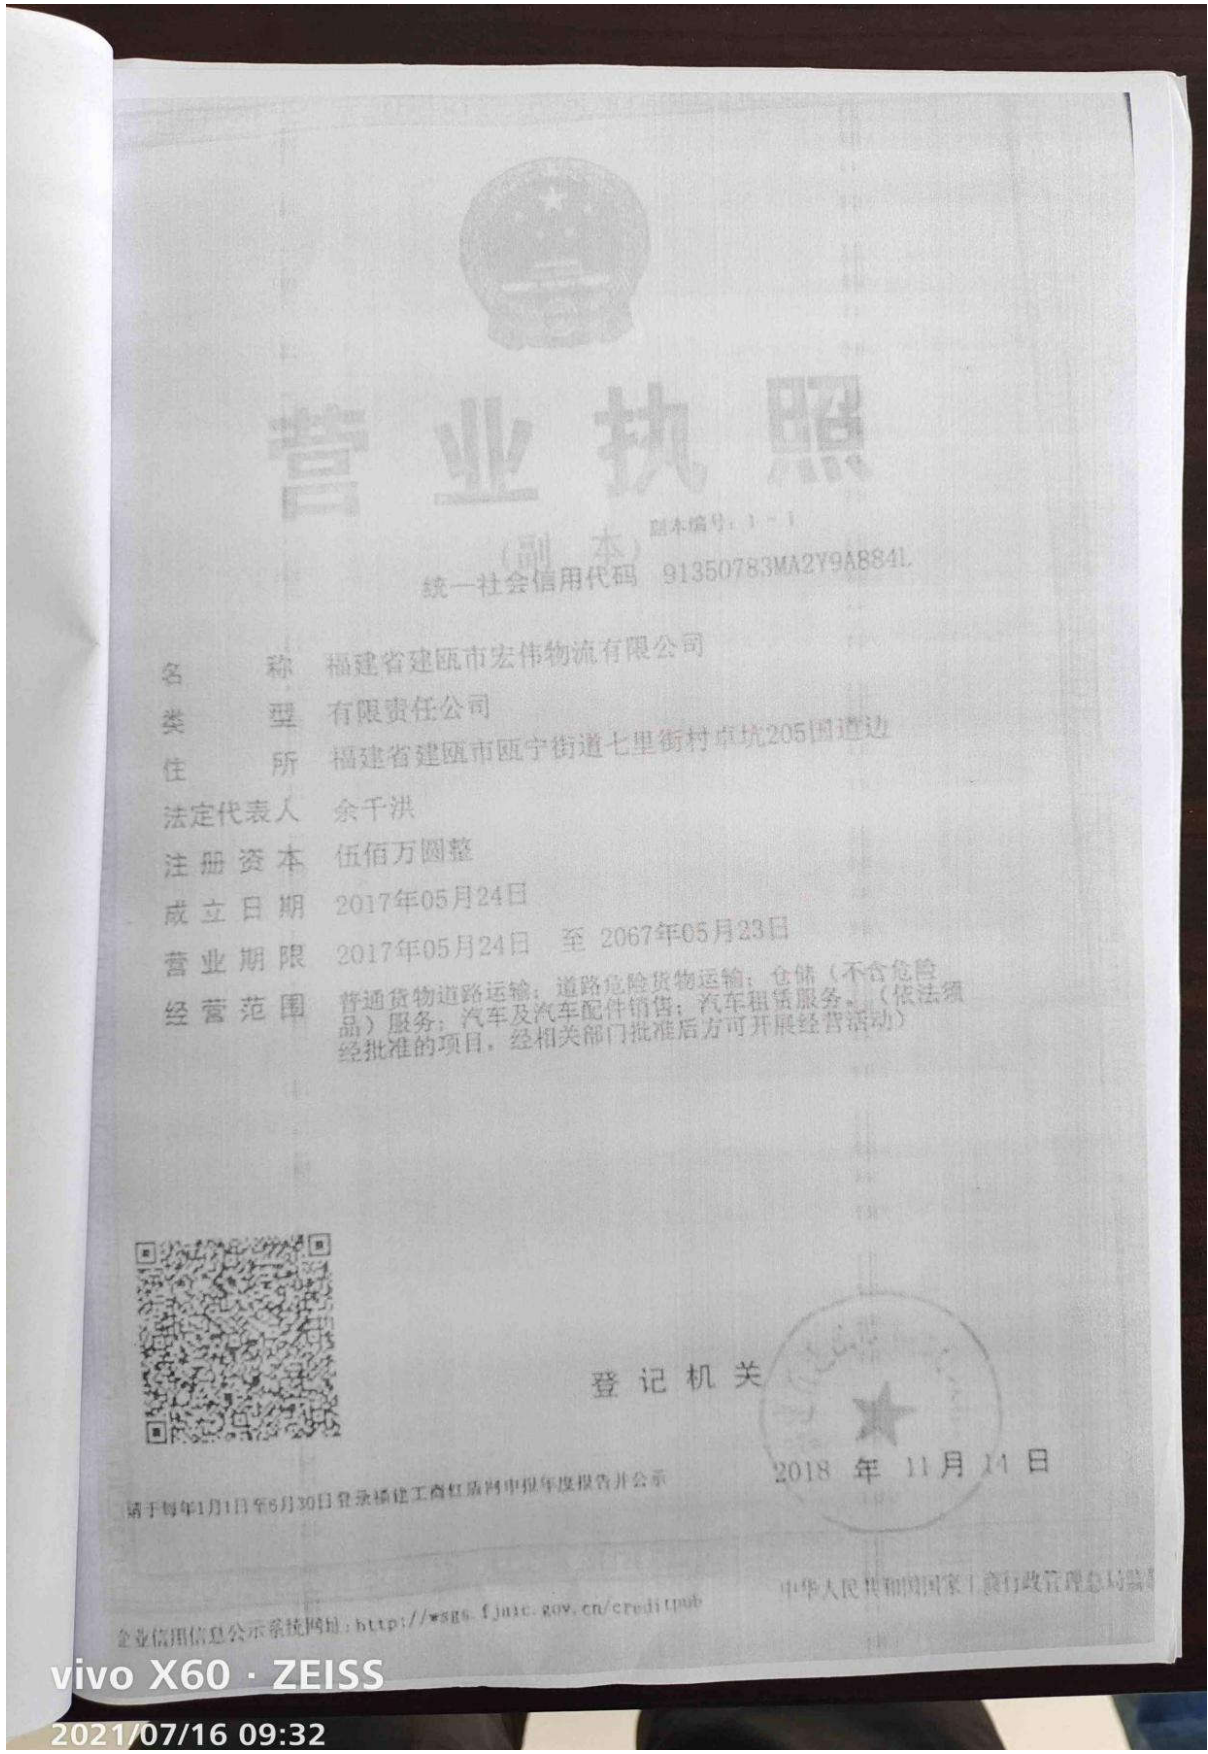 营业执照
副本编号：1-1
（副 本）
统一社会信用代码 91350783MA2Y9A884L
名 称 福建省建瓯市宏伟物流有限公司
类 型 有限责任公司
住 所 福建省建瓯市瓯宁街道七里街村卓坑205国道边
法定代表人 余千洪
注册资本 伍佰万圆整
成立日期 2017年05月24日
营业期限 2017年05月24日 至 2067年05月23日
经营范围 普通货物道路运输；道路危险货物运输；仓储（不含危险
品）服务；汽车及汽车配件销售；汽车租赁服务。（依法须
经批准的项目，经相关部门批准后方可开展经营活动）
登记机关
2018 年 11月 14日
请于每年1月1日至6月30日登录福建工商红盾网申报年度报告并公示
中华人民共和国国家工商行政管理总局监制
企业信用信息公示系统网址：http://wsgs.fjaic.gov.cn/creditpub
vivo X60 · ZEISS
2021/07/16 09:32